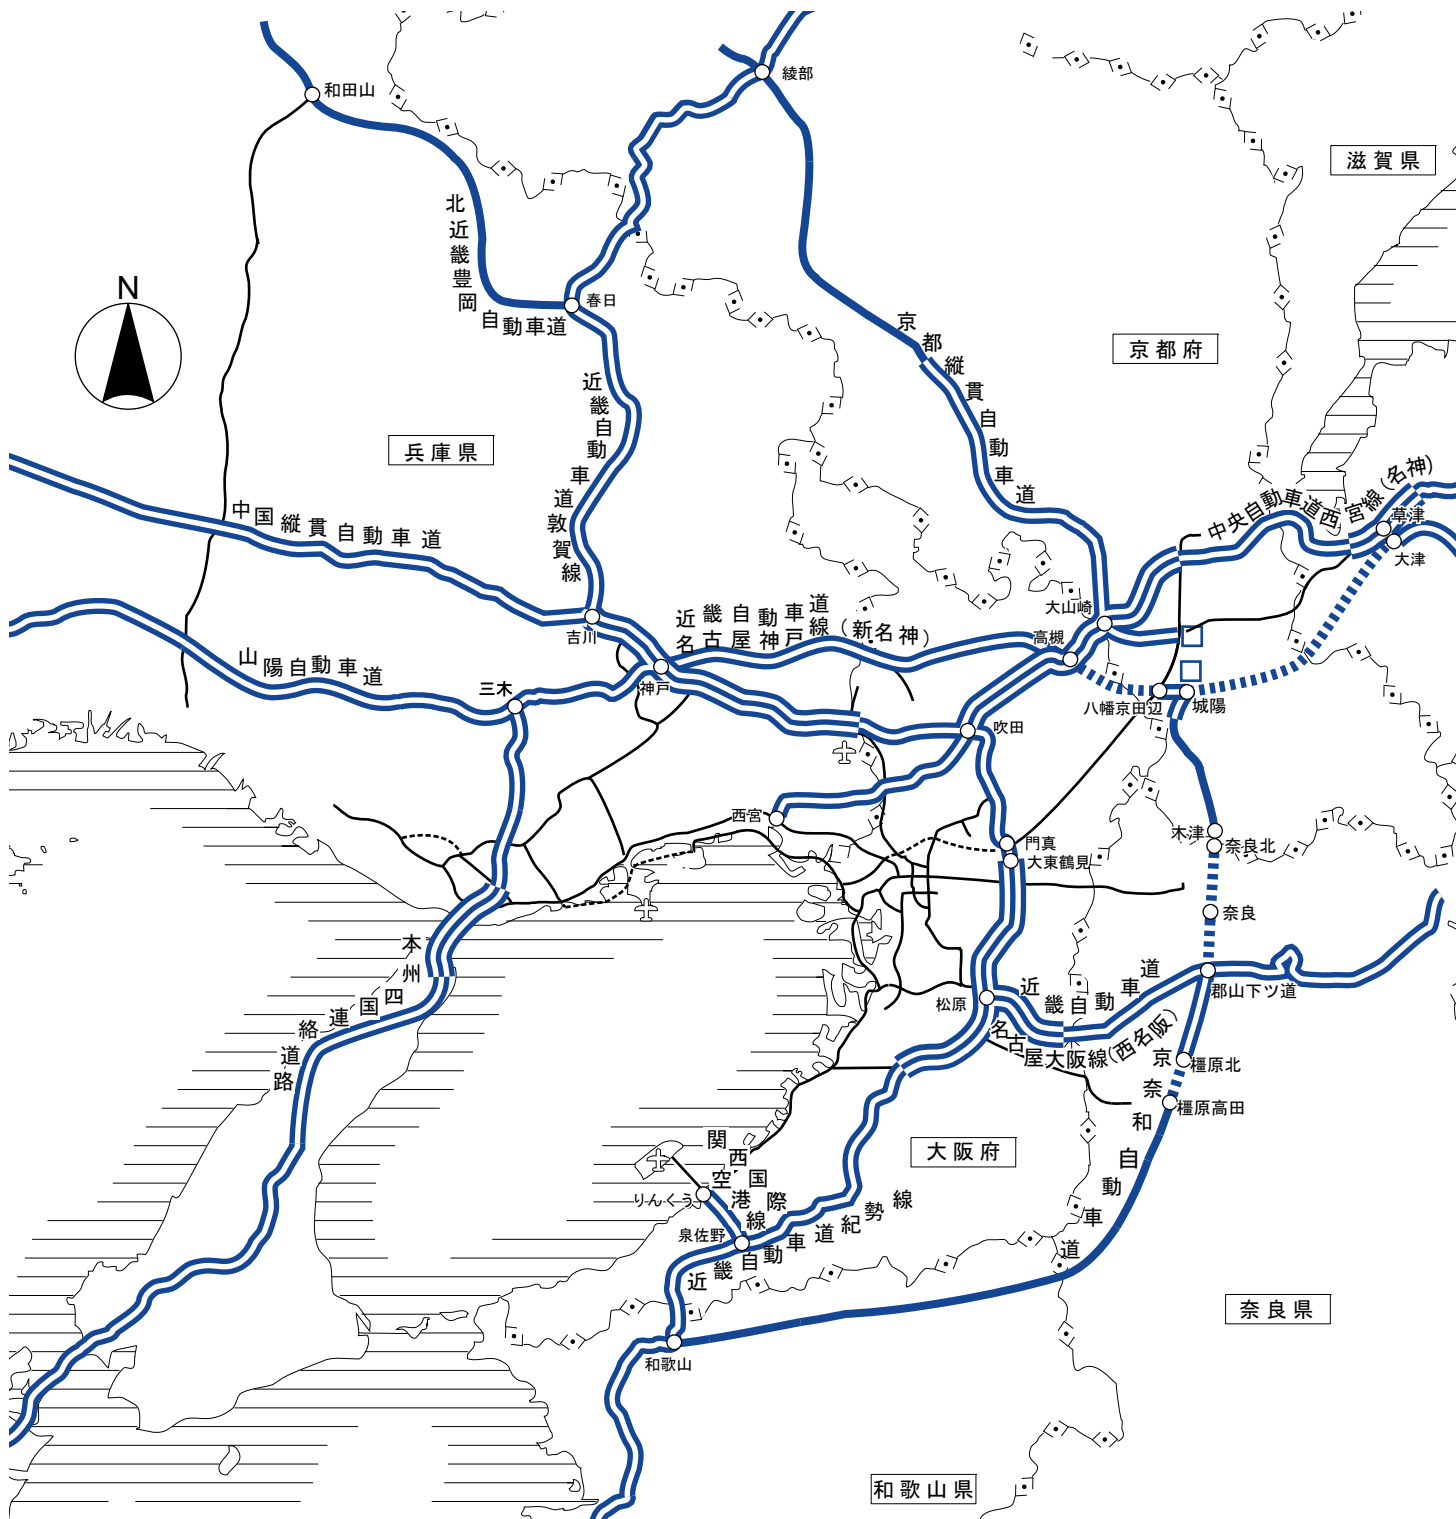 綾部
和田山
滋賀県
北近畿豊岡自動車道
N
春日
京都縦貫自動車道
京都府
近畿自動車道敦賀線
兵庫県
中国縦貫自動車道
中央自動車道西宮線(名神)
草津
大津
吉川
近畿自動車道
名古屋神戸線(新名神)
大山崎
高槻
山陽自動車道
三木
神戸
八幡京田辺
城陽
吹田
西宮
門真
大東鶴見
木津
奈良北
奈良
本州四国連絡道路
松原
近畿自動車道
名古屋大阪線(西名阪)
郡山下ツ道
橿原北
橿原高田
京奈和自動車道
大阪府
関西国際
空港線
りんくう
泉佐野
近畿自動車道紀勢線
奈良県
和歌山
和歌山県